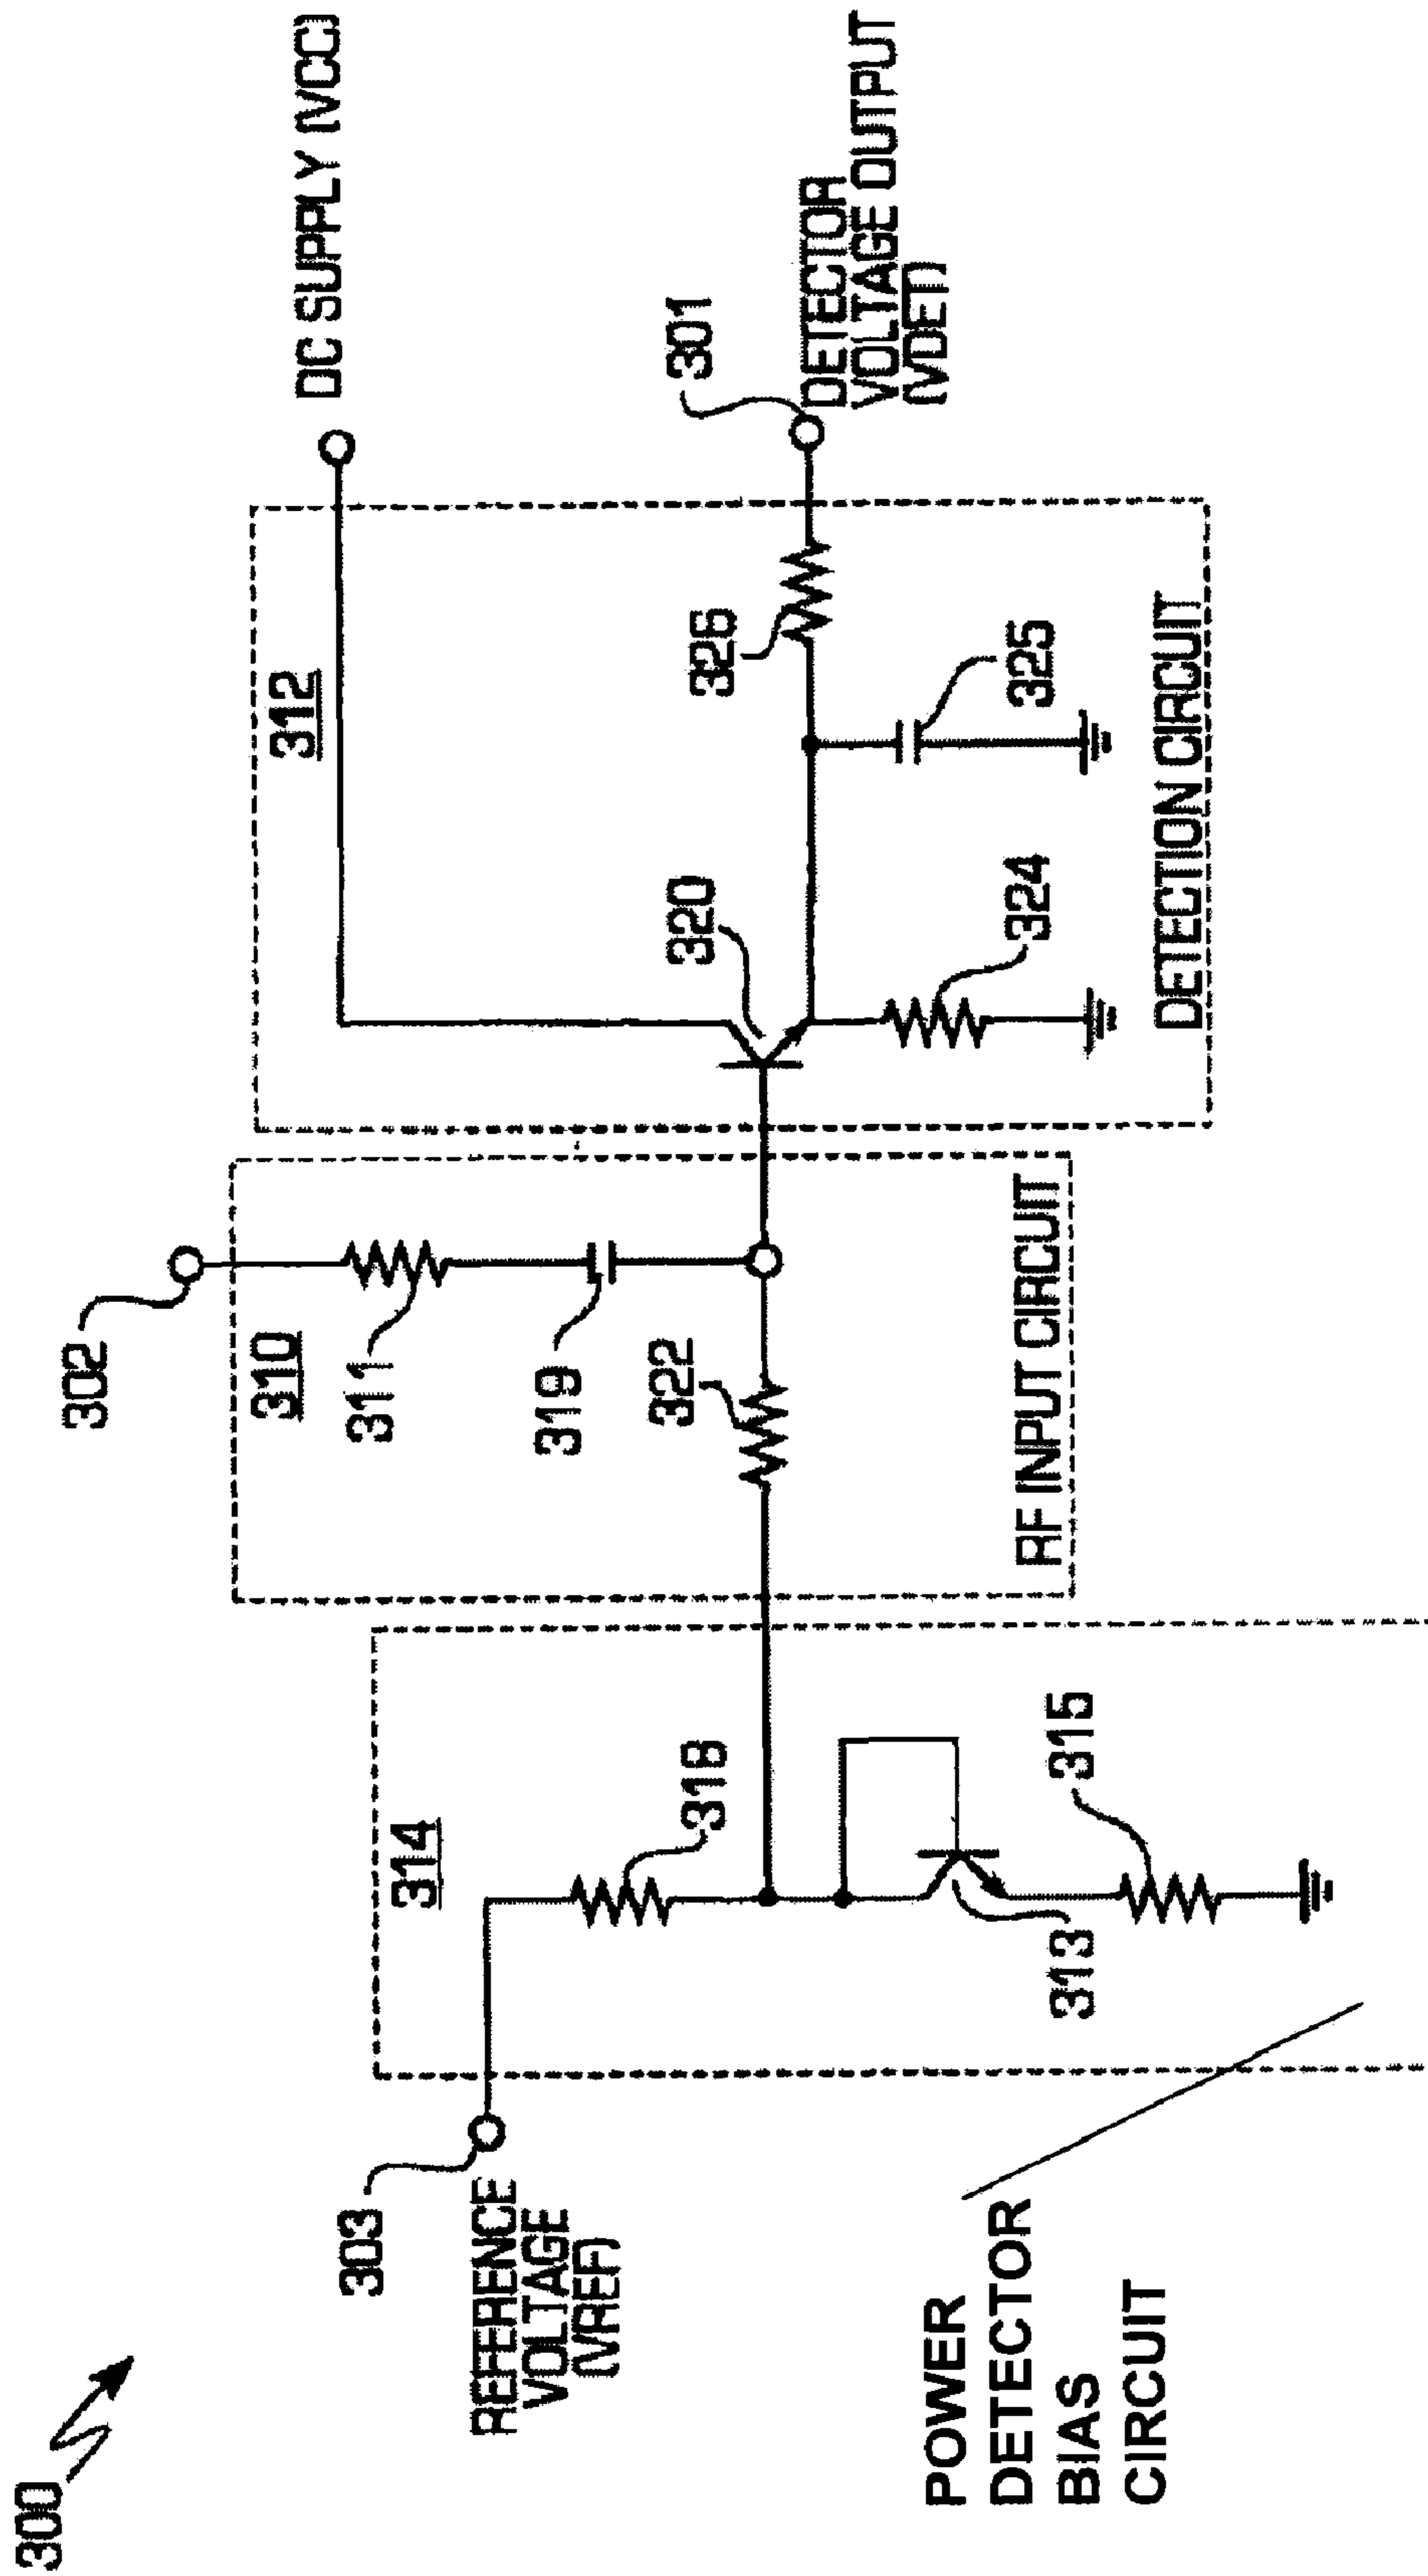 300
302
303
REFERENCE
VOLTAGE
(VREF)
314
318
313
315
POWER
DETECTOR
BIAS
CIRCUIT
310
311
319
322
RF INPUT CIRCUIT
312
320
324
326
325
DETECTION CIRCUIT
DC SUPPLY (VCC)
301
DETECTOR
VOLTAGE OUTPUT
(VDET)